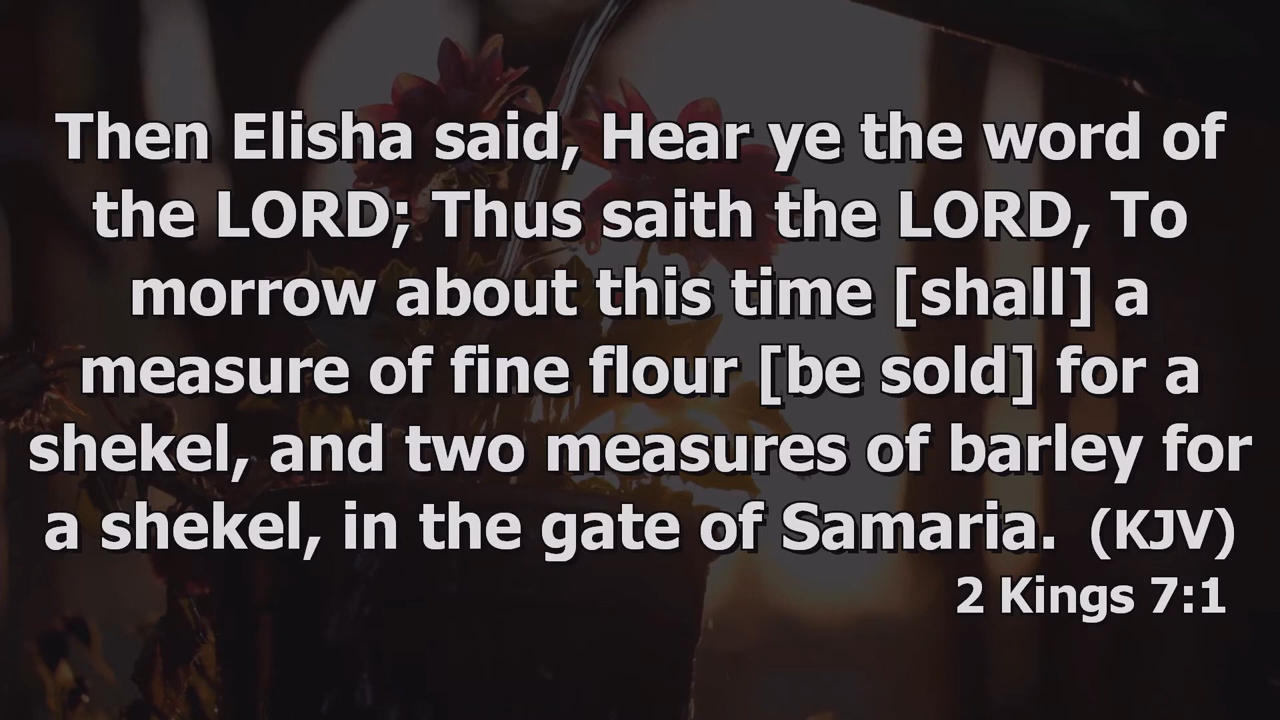 Then Elisha said, Hear ye the word of
the LORD; Thus saith the LORD, To
morrow about this time [shall] a
measure of fine flour [be sold] for a
shekel, and two measures of barley for
a shekel, in the gate of Samaria. (KJV)
2 Kings 7:1